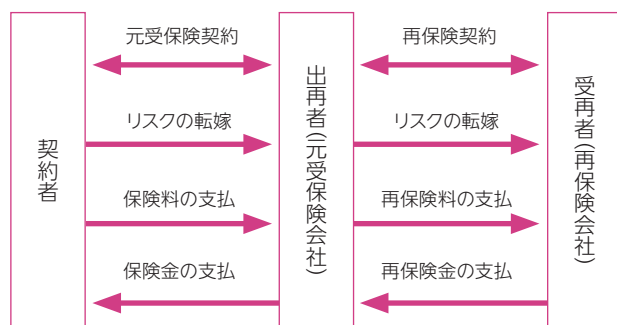 契約者
元受保険契約
リスクの転嫁
保険料の支払
保険金の支払
出再者(元受保険会社)
再保険契約
リスクの転嫁
再保険料の支払
再保険金の支払
受再者(再保険会社)